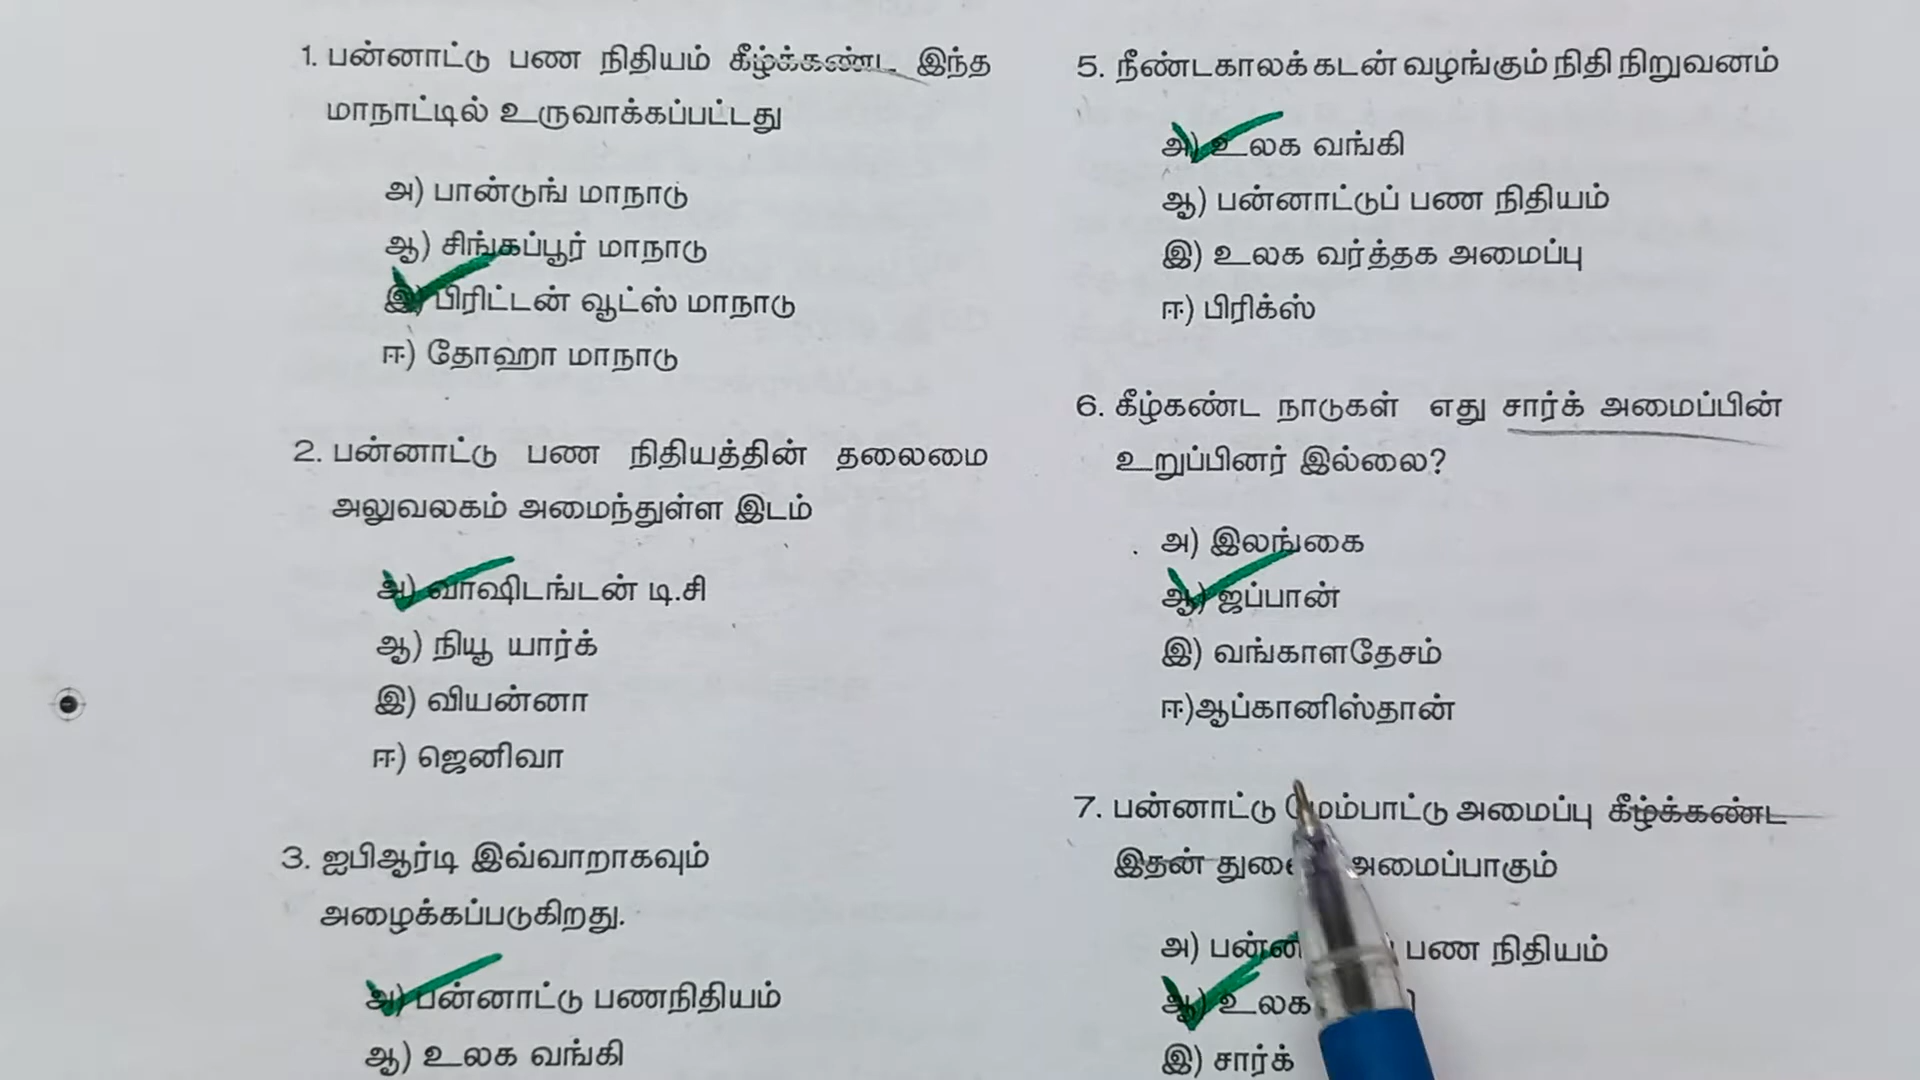 1. பன்னாட்டு பண நிதியம் கீழ்க்கண்ட இந்த
மாநாட்டில் உருவாக்கப்பட்டது
அ) பான்டுங் மாநாடு
ஆ) சிங்கப்பூர் மாநாடு
இ) பிரிட்டன் வூட்ஸ் மாநாடு
ஈ) தோஹா மாநாடு
2. பன்னாட்டு பண நிதியத்தின் தலைமை
அலுவலகம் அமைந்துள்ள இடம்
அ) வாஷிடங்டன் டி.சி
ஆ) நியூ யார்க்
இ) வியன்னா
ஈ) ஜெனிவா
3. ஐபிஆர்டி இவ்வாறாகவும்
அழைக்கப்படுகிறது.
அ) பன்னாட்டு பணநிதியம்
ஆ) உலக வங்கி
5. நீண்டகாலக் கடன் வழங்கும் நிதி நிறுவனம்
அ) உலக வங்கி
ஆ) பன்னாட்டுப் பண நிதியம்
இ) உலக வர்த்தக அமைப்பு
ஈ) பிரிக்ஸ்
6. கீழ்கண்ட நாடுகள் எது சார்க் அமைப்பின்
உறுப்பினர் இல்லை?
அ) இலங்கை
ஆ) ஜப்பான்
இ) வங்காளதேசம்
ஈ)ஆப்கானிஸ்தான்
7. பன்னாட்டு மேம்பாட்டு அமைப்பு கீழ்க்கண்ட
இதன் அமைப்பாகும்
அ) பண நிதியம்
ஆ) உலக
இ) சார்க்